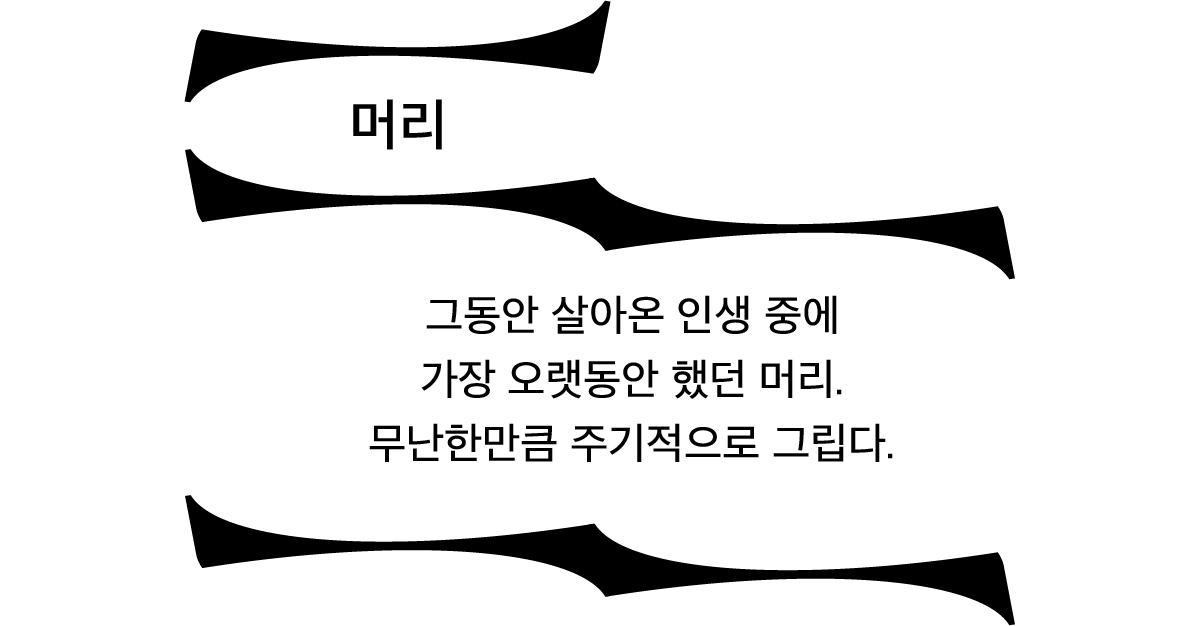 머리
그동안 살아온 인생 중에
가장 오랫동안 했던 머리.
무난한만큼 주기적으로 그립다.